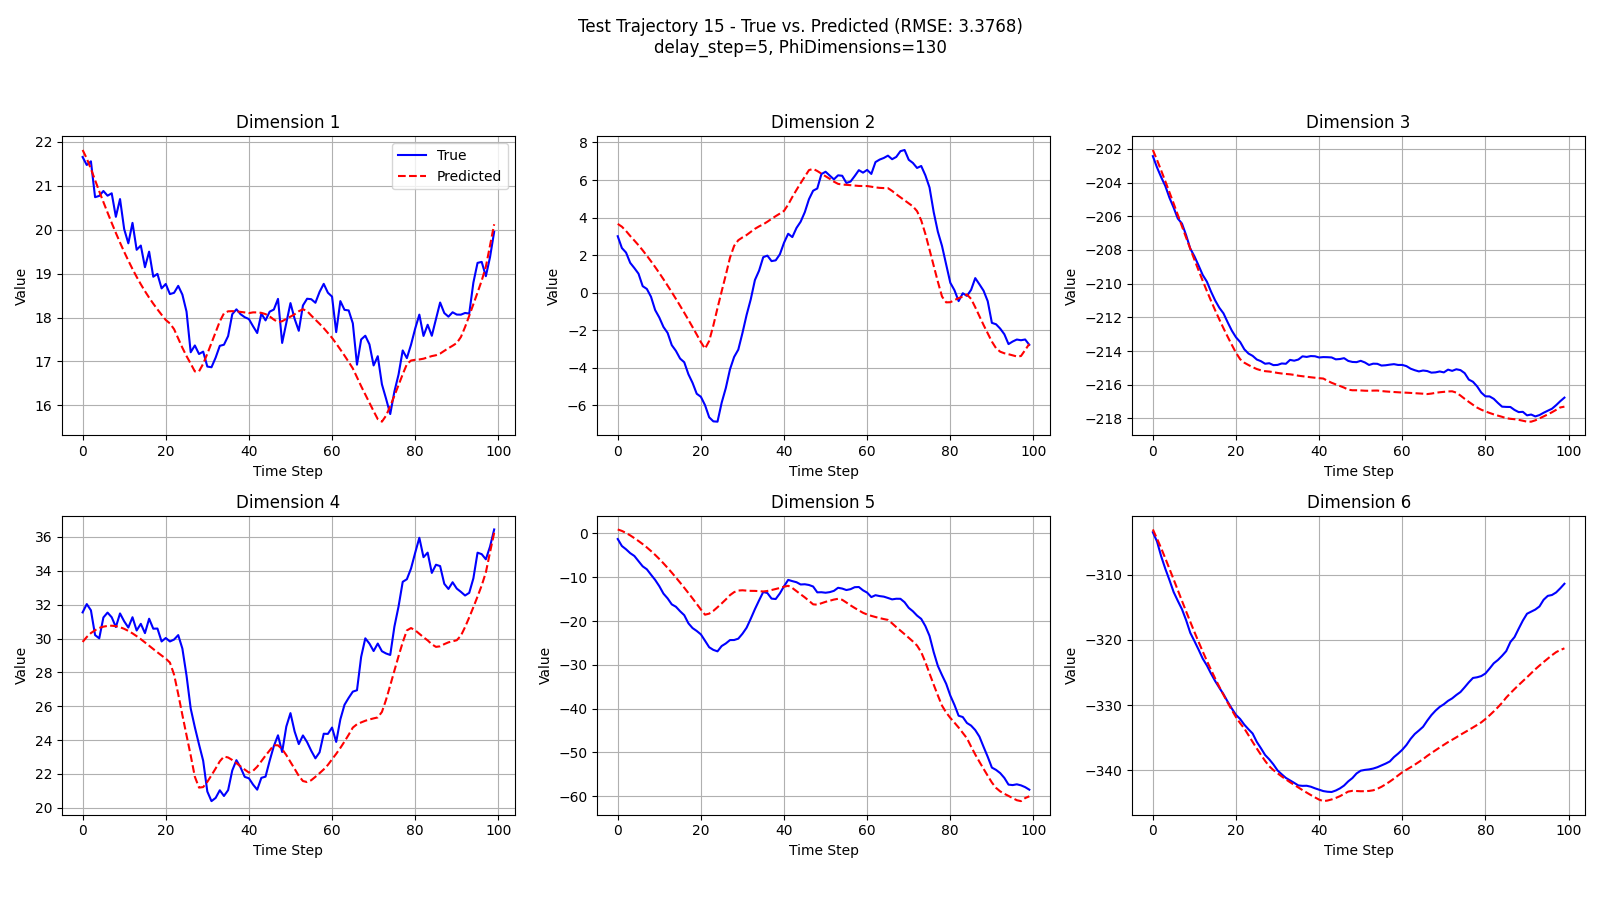 Test Trajectory 15 - True vs. Predicted (RMSE: 3.3768)
delay_step=5, PhiDimensions=130
Dimension 1
Value
22
21
20
19
18
17
16
0 20 40 60 80 100
Time Step
True
Predicted
Dimension 2
Value
8
6
4
2
0
−2
−4
−6
0 20 40 60 80 100
Time Step
Dimension 3
Value
−202
−204
−206
−208
−210
−212
−214
−216
−218
0 20 40 60 80 100
Time Step
Dimension 4
Value
36
34
32
30
28
26
24
22
20
0 20 40 60 80 100
Time Step
Dimension 5
Value
0
−10
−20
−30
−40
−50
−60
0 20 40 60 80 100
Time Step
Dimension 6
Value
−310
−320
−330
−340
0 20 40 60 80 100
Time Step